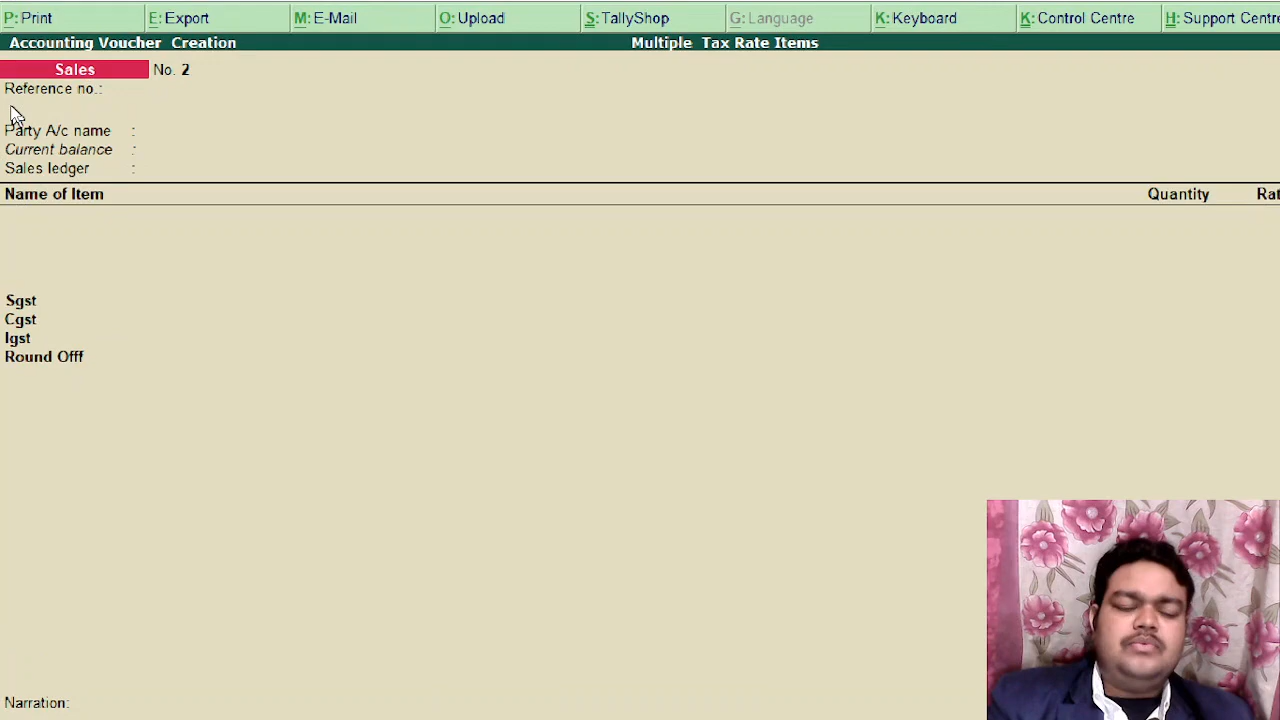 P: Print E: Export M: E-Mail O: Upload S: TallyShop G: Language K: Keyboard K: Control Centre H: Support Centre
Accounting Voucher Creation Multiple Tax Rate Items
Sales No. 2
Reference no.:
Party A/c name :
Current balance :
Sales ledger :
Name of Item Quantity Rat
Sgst
Cgst
Igst
Round Offf
Narration: